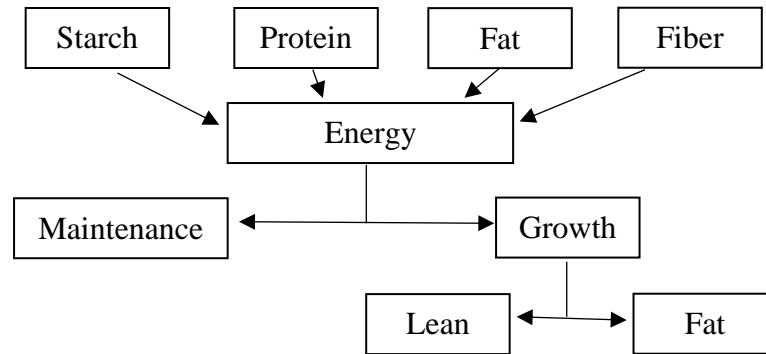 Starch
Protein
Fat
Fiber
Energy
Maintenance
Growth
Lean
Fat